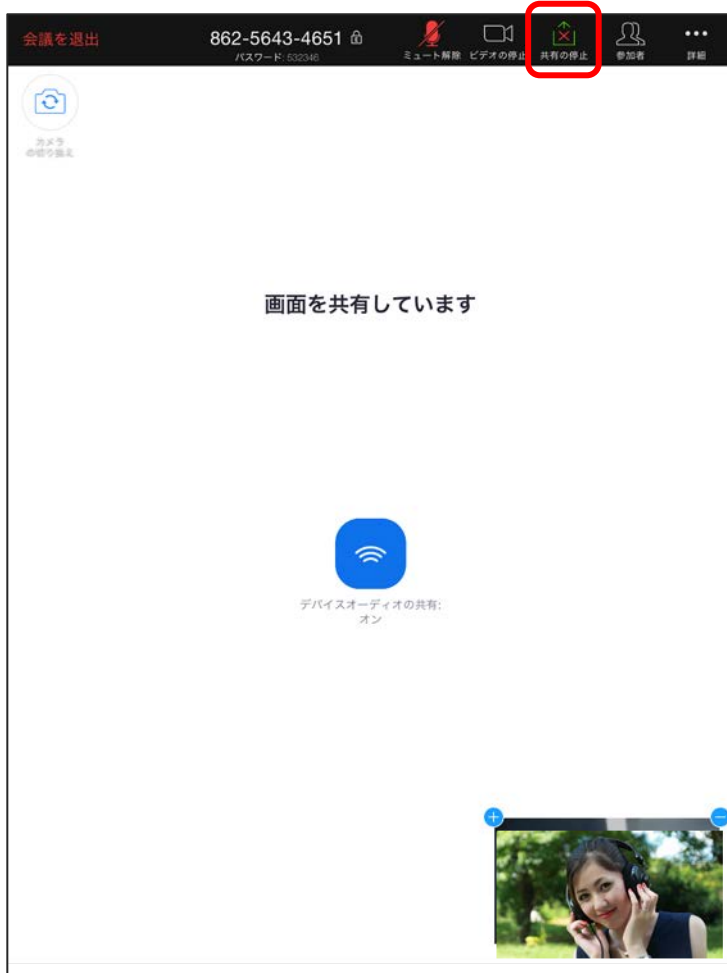 会議を退出
862-5643-4651
パスワード: 532346
ミュート解除
ビデオの停止
共有の停止
参加者
詳細
カメラ
の切り換え
画面を共有しています
デバイスオーディオの共有:
オン